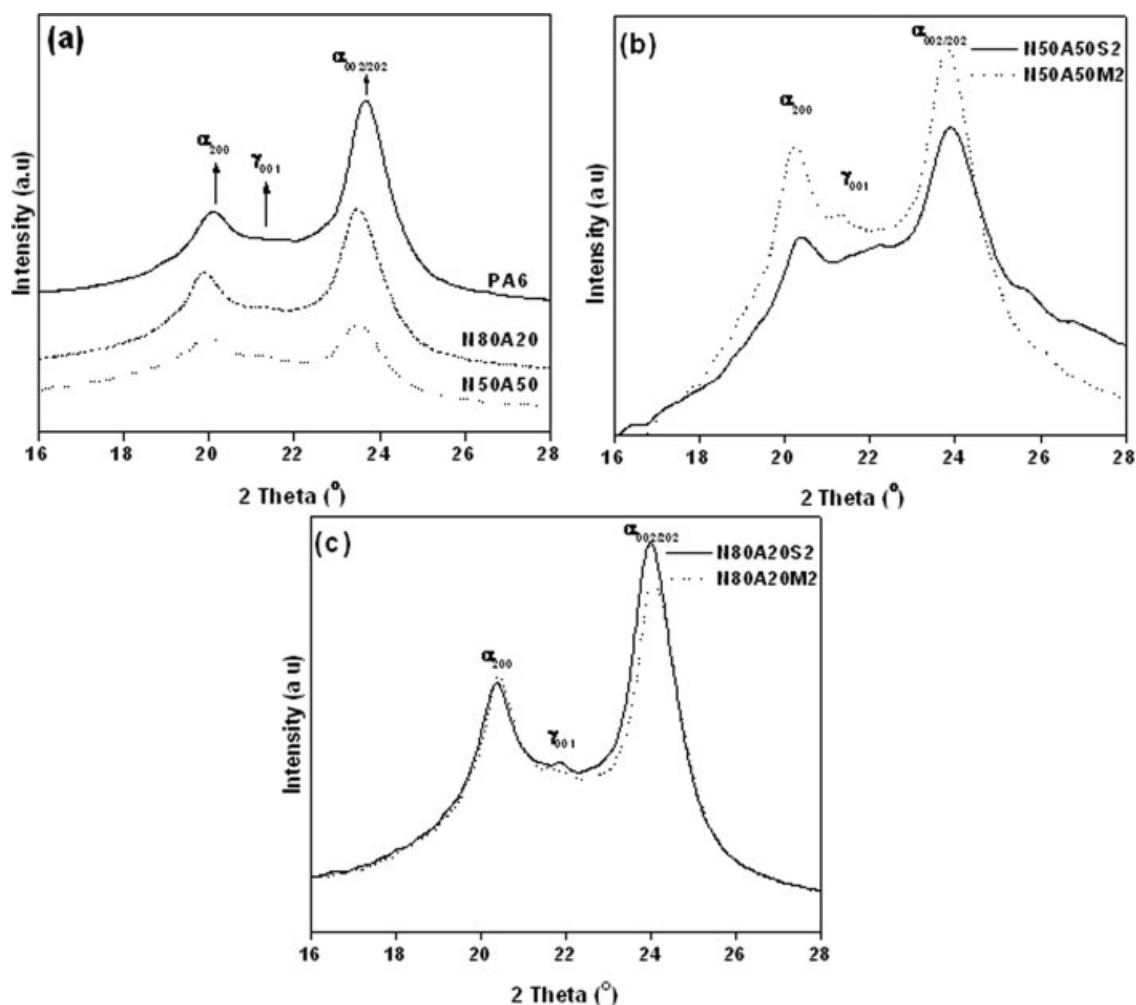 (a)
α002/202
α200
γ001
PA6
N80A20
N50A50
Intensity (a.u)
16 18 20 22 24 26 28
2 Theta (°)
(b)
α002/202
N50A50S2
N50A50M2
α200
γ001
Intensity (a u)
16 18 20 22 24 26 28
2 Theta (°)
(c)
α002/202
N80A20S2
N80A20M2
α200
γ001
Intensity (a u)
16 18 20 22 24 26 28
2 Theta (°)